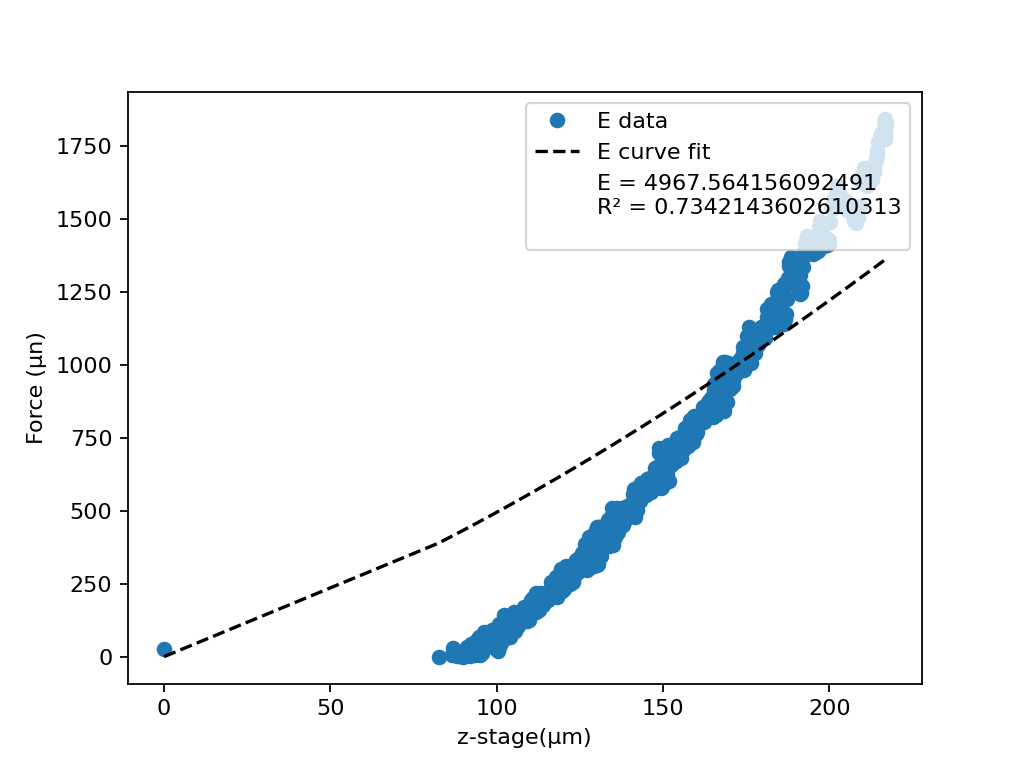 E data
E curve fit
E = 4967.564156092491
R² = 0.7342143602610313
1750
1500
1250
1000
750
500
250
0
Force (μn)
0 50 100 150 200
z-stage(μm)